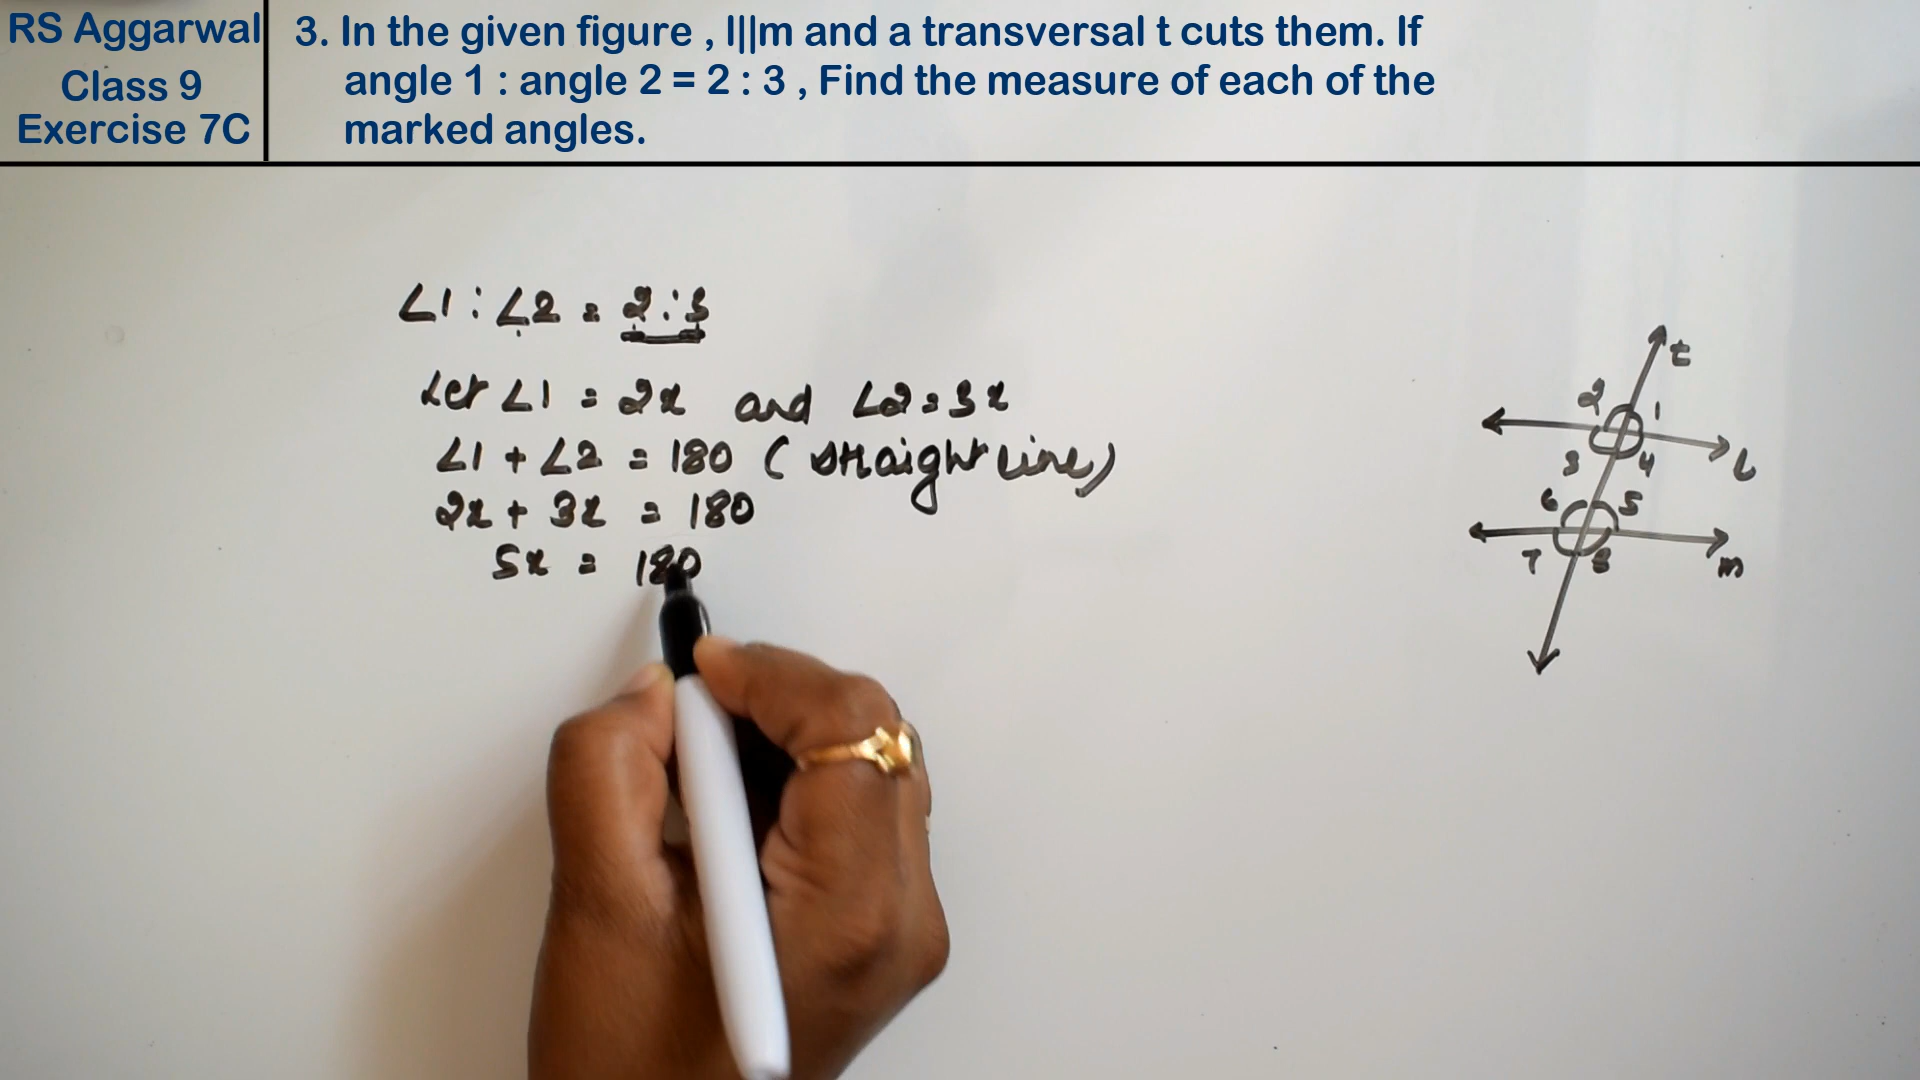 RS Aggarwal
Class 9
Exercise 7C
3. In the given figure , l||m and a transversal t cuts them. If
angle 1 : angle 2 = 2 : 3 , Find the measure of each of the
marked angles.
∠1 : ∠2 = 2 : 3
Let ∠1 = 2x and ∠2 = 3x
∠1 + ∠2 = 180 ( straight line)
2x + 3x = 180
5x = 180
t
2 1
3 4 l
6 5
7 8 m